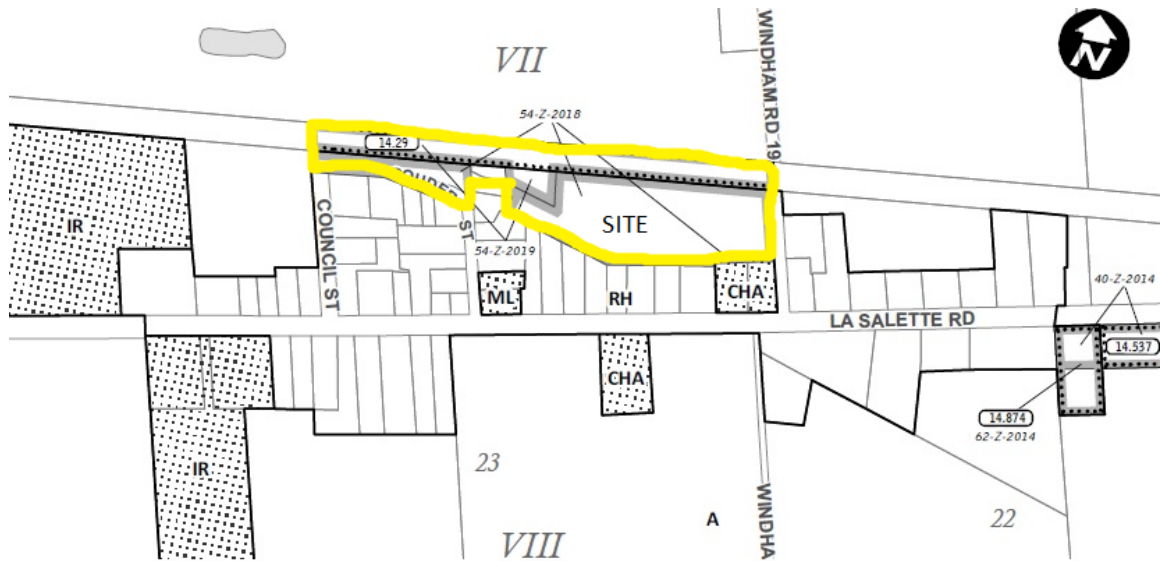 VII
WINDHAM RD 19
N
54-Z-2018
14.29
IR
COUNCIL ST
ST
SITE
54-Z-2019
ML
RH
CHA
40-Z-2014
LA SALETTE RD
14.537
CHA
14.874
62-Z-2014
IR
23
A
WINDHA
22
VIII